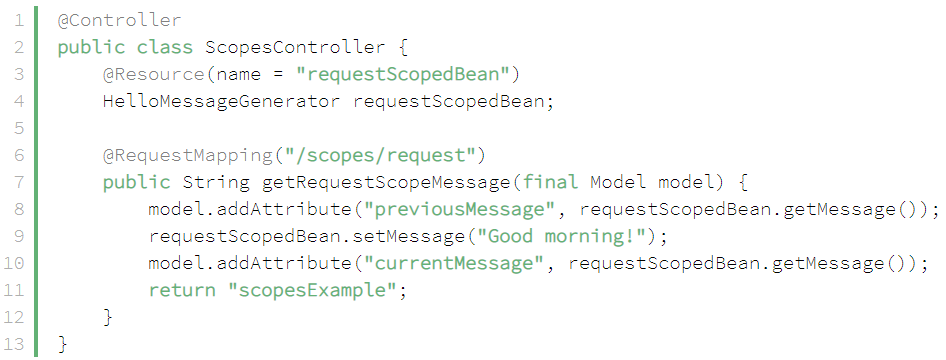 1 @Controller
2 public class ScopesController {
3     @Resource(name = "requestScopedBean")
4     HelloMessageGenerator requestScopedBean;
5
6     @RequestMapping("/scopes/request")
7     public String getRequestScopeMessage(final Model model) {
8         model.addAttribute("previousMessage", requestScopedBean.getMessage());
9         requestScopedBean.setMessage("Good morning!");
10         model.addAttribute("currentMessage", requestScopedBean.getMessage());
11         return "scopesExample";
12     }
13 }